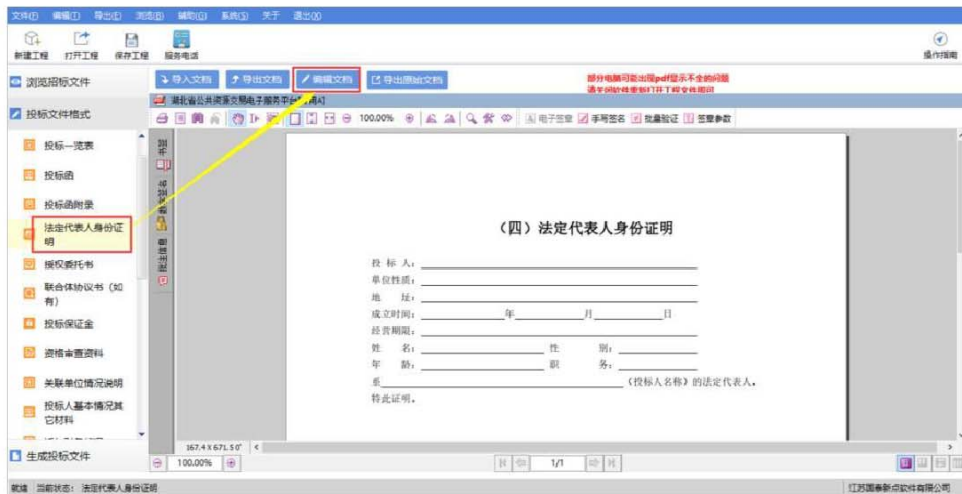 文件(F) 编辑(T) 导出(E) 浏览(B) 辅助(G) 系统(S) 关于 退出(X)
新建工程 打开工程 保存工程 服务电话 操作指南
浏览招标文件
导入文档 导出文档 编辑文档 导出原始文档
部分电脑可能出现pdf显示不全的问题
请关闭软件重新打开工程文件即可
投标文件格式
湖北省公共资源交易电子服务平台
100.00% 电子签章 手写签名 批量验证 签章参数
投标一览表
投标函
投标函附录
法定代表人身份证
明
授权委托书
联合体协议书（如
有）
投标保证金
资格审查资料
关联单位情况说明
投标人基本情况其
它材料
书签
（四）法定代表人身份证明
投 标 人：
单位性质：
地 址：
成立时间： 年 月 日
经营期限：
姓 名： 性 别：
年 龄： 职 务：
系 （投标人名称）的法定代表人。
特此证明。
167.4 X 671.5 0°
生成投标文件
100.00% 1/1
就绪 当前状态：法定代表人身份证明 江苏国泰新点软件有限公司